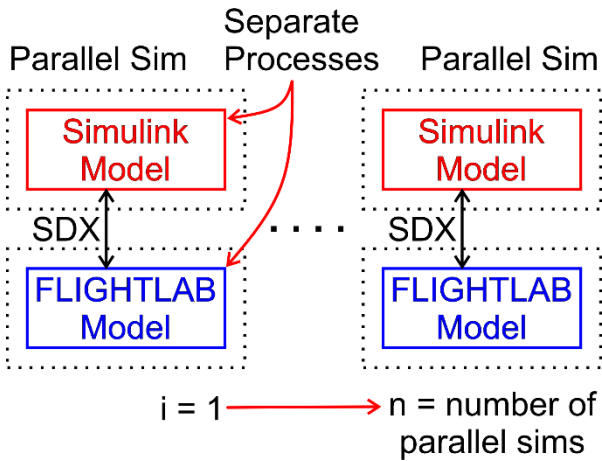 Separate
Processes
Parallel Sim
Parallel Sim
Simulink
Model
Simulink
Model
SDX
. . . .
SDX
FLIGHTLAB
Model
FLIGHTLAB
Model
i = 1
n = number of
parallel sims